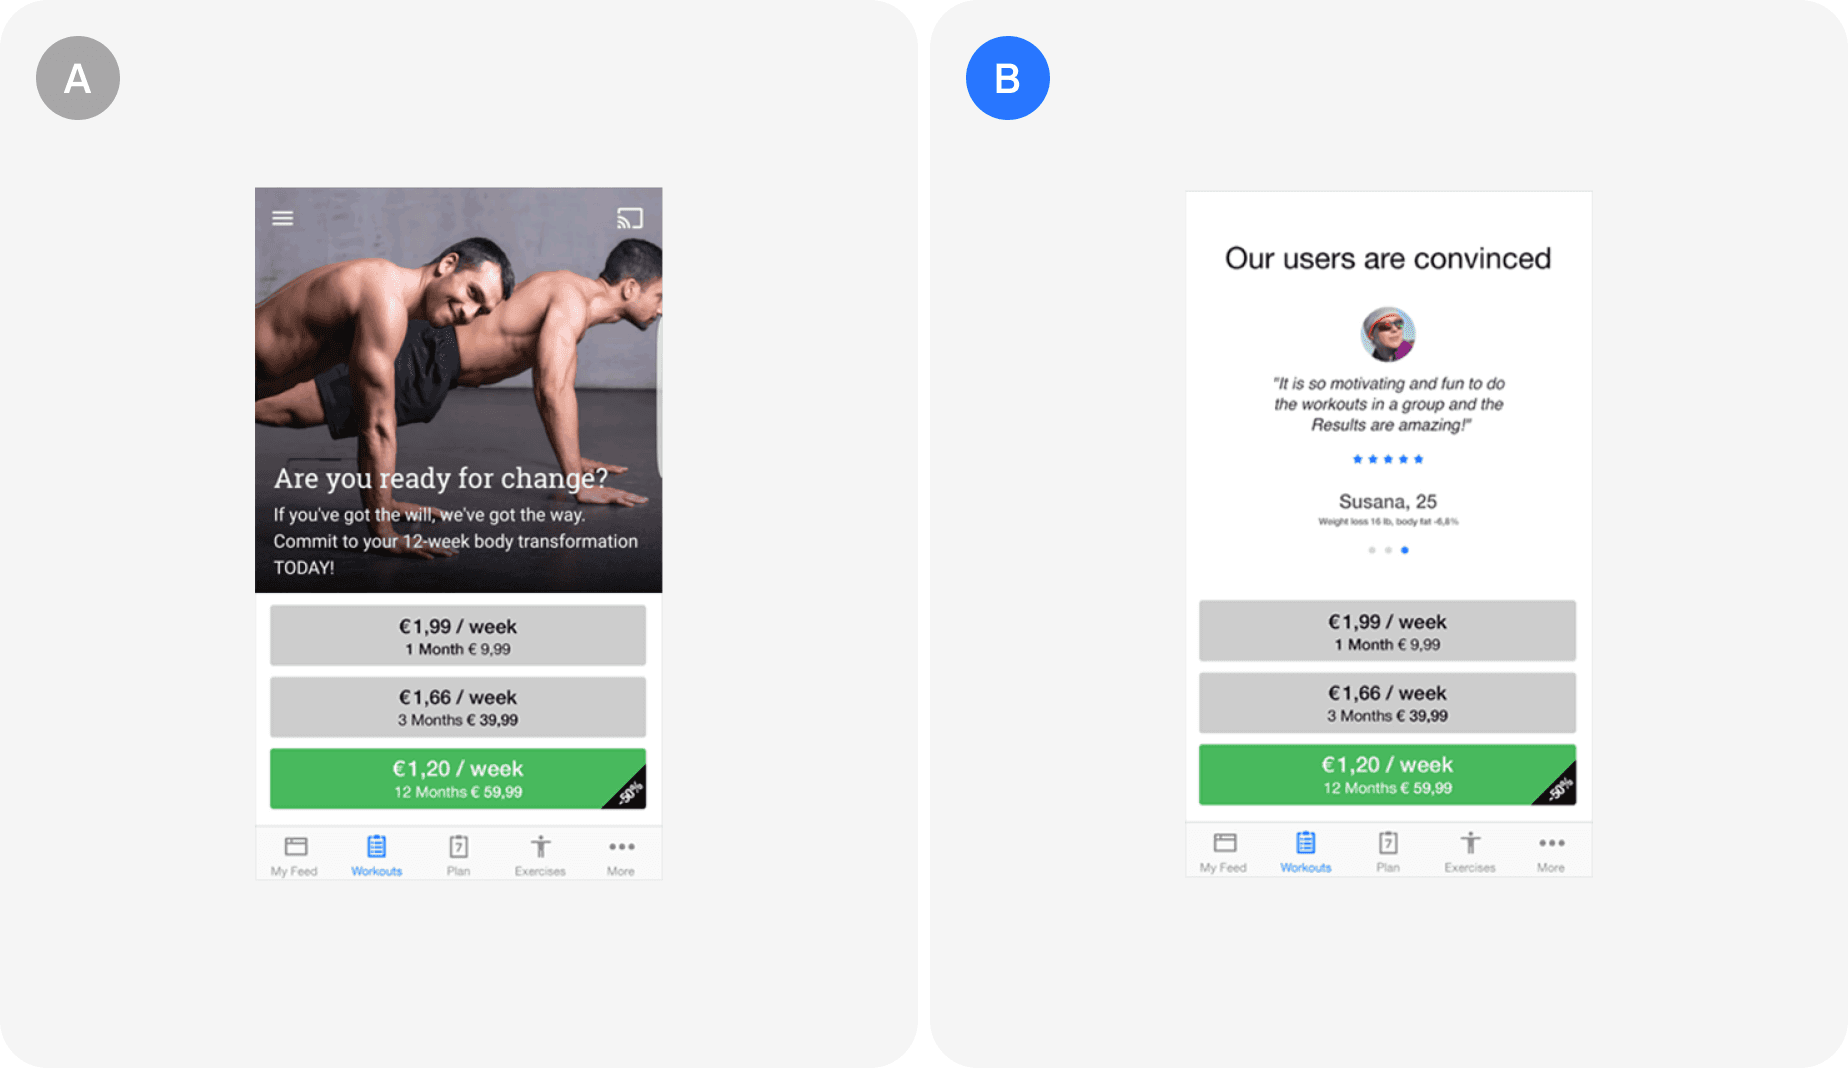 A
Are you ready for change?
If you've got the will, we've got the way.
Commit to your 12-week body transformation
TODAY!
€1,99 / week
1 Month € 9,99
€1,66 / week
3 Months € 39,99
€1,20 / week
12 Months € 59,99
-50%
7
My Feed
Workouts
Plan
Exercises
More
B
Our users are convinced
"It is so motivating and fun to do
the workouts in a group and the
Results are amazing!"
Susana, 25
Weight loss 16 lb, body fat -6,8%
€1,99 / week
1 Month € 9,99
€1,66 / week
3 Months € 39,99
€1,20 / week
12 Months € 59,99
-50%
7
My Feed
Workouts
Plan
Exercises
More